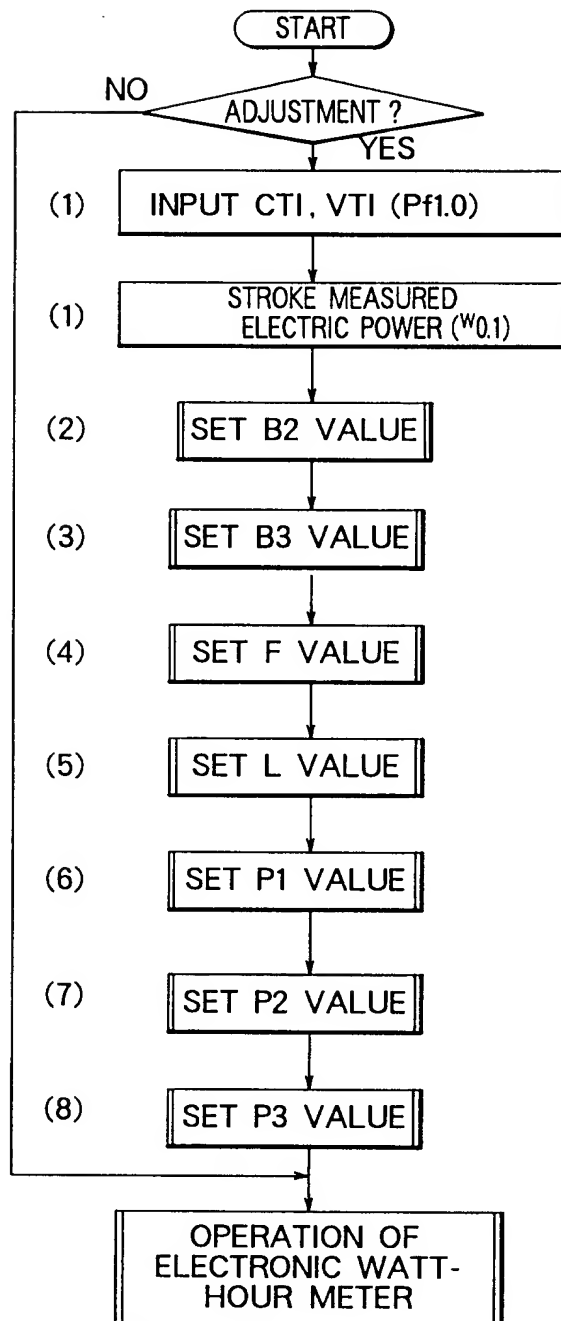 START
NO
ADJUSTMENT ?
YES
(1)
INPUT CTI, VTI (Pf1.0)
(1)
STROKE MEASURED
ELECTRIC POWER (W0.1)
(2)
SET B2 VALUE
(3)
SET B3 VALUE
(4)
SET F VALUE
(5)
SET L VALUE
(6)
SET P1 VALUE
(7)
SET P2 VALUE
(8)
SET P3 VALUE
OPERATION OF
ELECTRONIC WATT-
HOUR METER